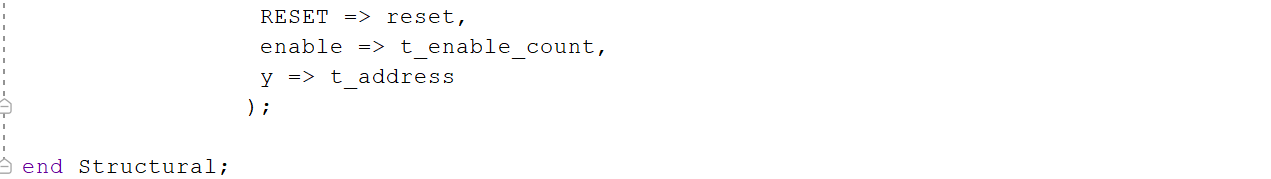 RESET => reset,
enable => t_enable_count,
y => t_address
);
end Structural;